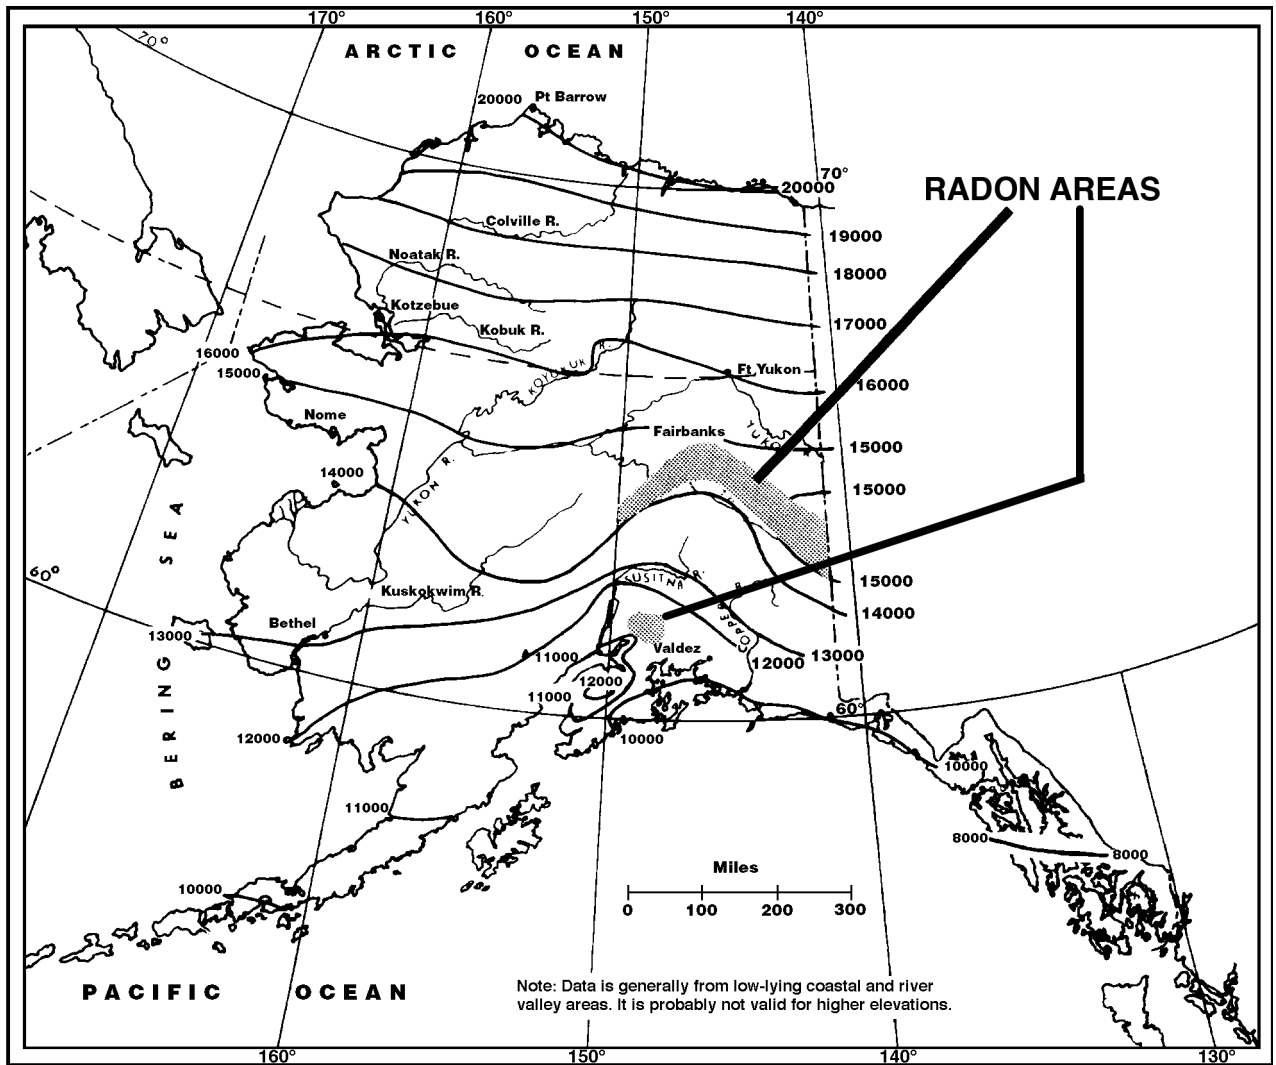 170°
160°
150°
140°
70°
ARCTIC OCEAN
20000
Pt Barrow
70°
20000
RADON AREAS
Colville R.
19000
Noatak R.
18000
Kotzebue
17000
Kobuk R.
KOYUKUK R.
16000
Ft Yukon
15000
16000
Nome
Fairbanks
YUKO
15000
14000
YUKON R.
15000
BERING SEA
60°
SUSITNA R.
15000
Kuskokwim R.
COPPER R.
14000
Bethel
13000
Valdez
11000
12000
13000
12000
11000
60°
12000
10000
10000
11000
8000
8000
Miles
10000
0 100 200 300
PACIFIC OCEAN
Note: Data is generally from low-lying coastal and river
valley areas. It is probably not valid for higher elevations.
160°
150°
140°
130°